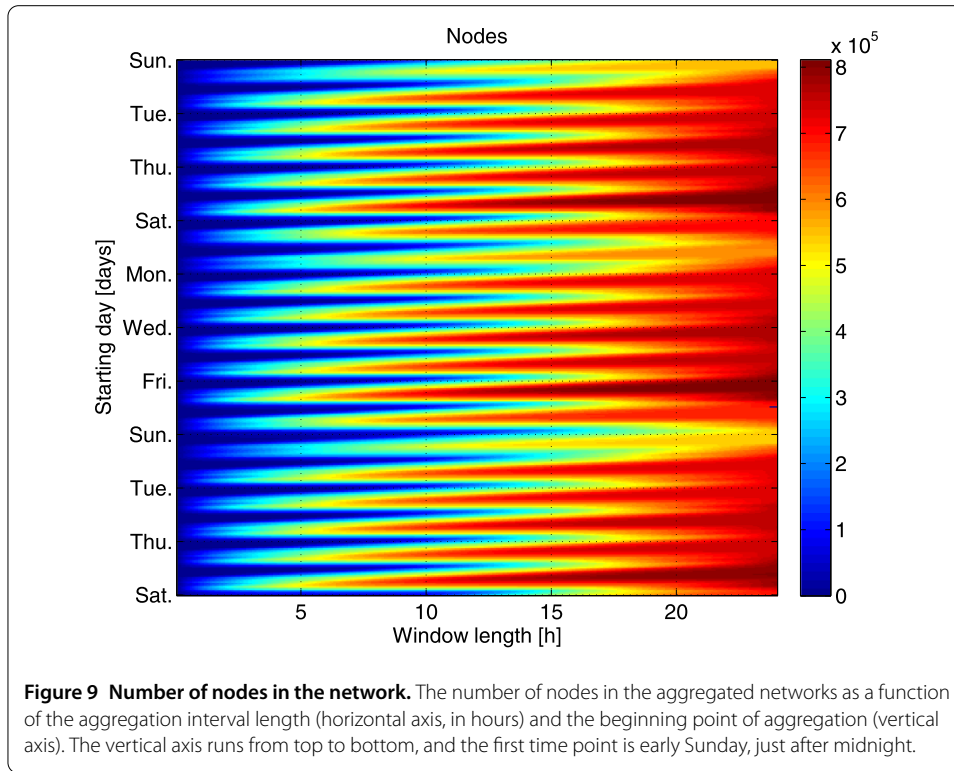 Nodes
x 10⁵
Sun.
Tue.
Thu.
Sat.
Mon.
Wed.
Fri.
Sun.
Tue.
Thu.
Sat.
Starting day [days]
5
10
15
20
Window length [h]
8
7
6
5
4
3
2
1
0
Figure 9 Number of nodes in the network. The number of nodes in the aggregated networks as a function
of the aggregation interval length (horizontal axis, in hours) and the beginning point of aggregation (vertical
axis). The vertical axis runs from top to bottom, and the first time point is early Sunday, just after midnight.